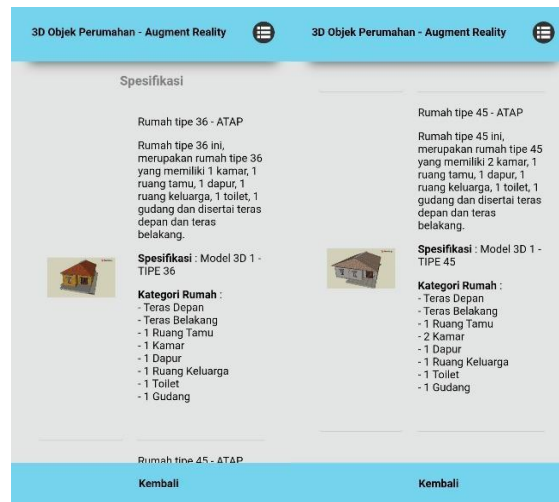 3D Objek Perumahan - Augment Reality
Spesifikasi
Rumah tipe 36 - ATAP
Rumah tipe 36 ini,
merupakan rumah tipe 36
yang memiliki 1 kamar, 1
ruang tamu, 1 dapur, 1
ruang keluarga, 1 toilet, 1
gudang dan disertai teras
depan dan teras
belakang.
Spesifikasi : Model 3D 1 -
TIPE 36
Kategori Rumah :
- Teras Depan
- Teras Belakang
- 1 Ruang Tamu
- 1 Kamar
- 1 Dapur
- 1 Ruang Keluarga
- 1 Toilet
- 1 Gudang
Rumah tipe 45 - ATAP
Kembali
3D Objek Perumahan - Augment Reality
Rumah tipe 45 - ATAP
Rumah tipe 45 ini,
merupakan rumah tipe 45
yang memiliki 2 kamar, 1
ruang tamu, 1 dapur, 1
ruang keluarga, 1 toilet, 1
gudang dan disertai teras
depan dan teras
belakang.
Spesifikasi : Model 3D 1 -
TIPE 45
Kategori Rumah :
- Teras Depan
- Teras Belakang
- 1 Ruang Tamu
- 2 Kamar
- 1 Dapur
- 1 Ruang Keluarga
- 1 Toilet
- 1 Gudang
Kembali